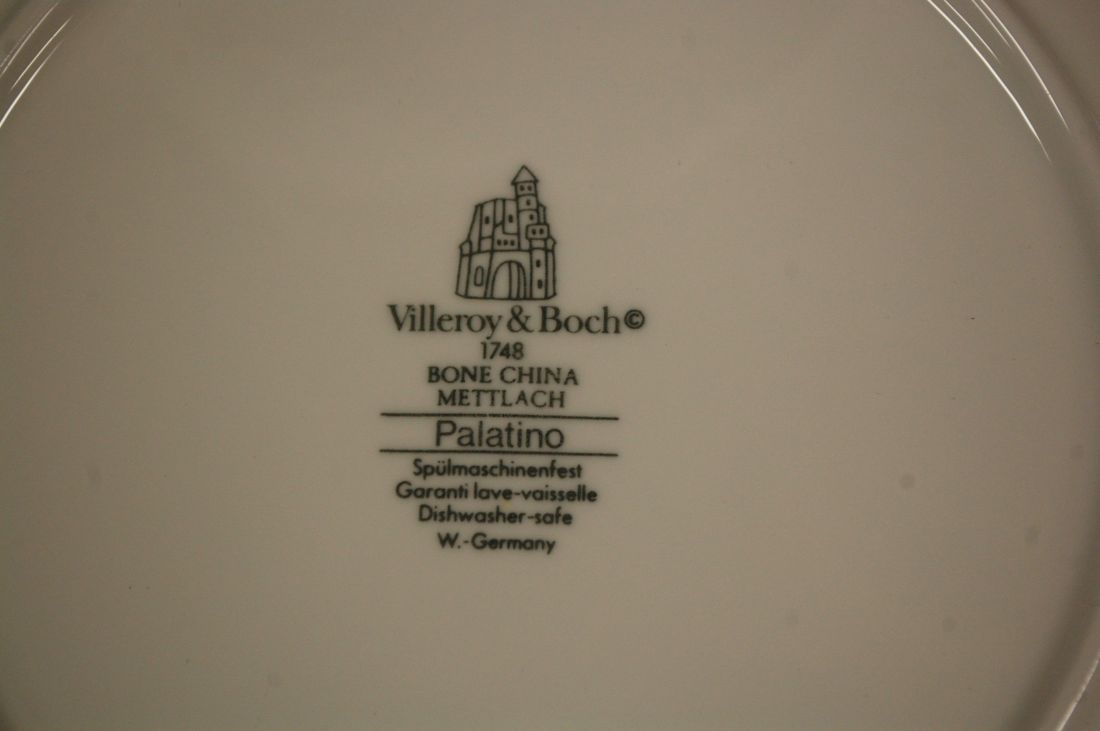 Villeroy & Boch©
1748
BONE CHINA
METTLACH
Palatino
Spülmaschinenfest
Garanti lave-vaisselle
Dishwasher-safe
W.-Germany